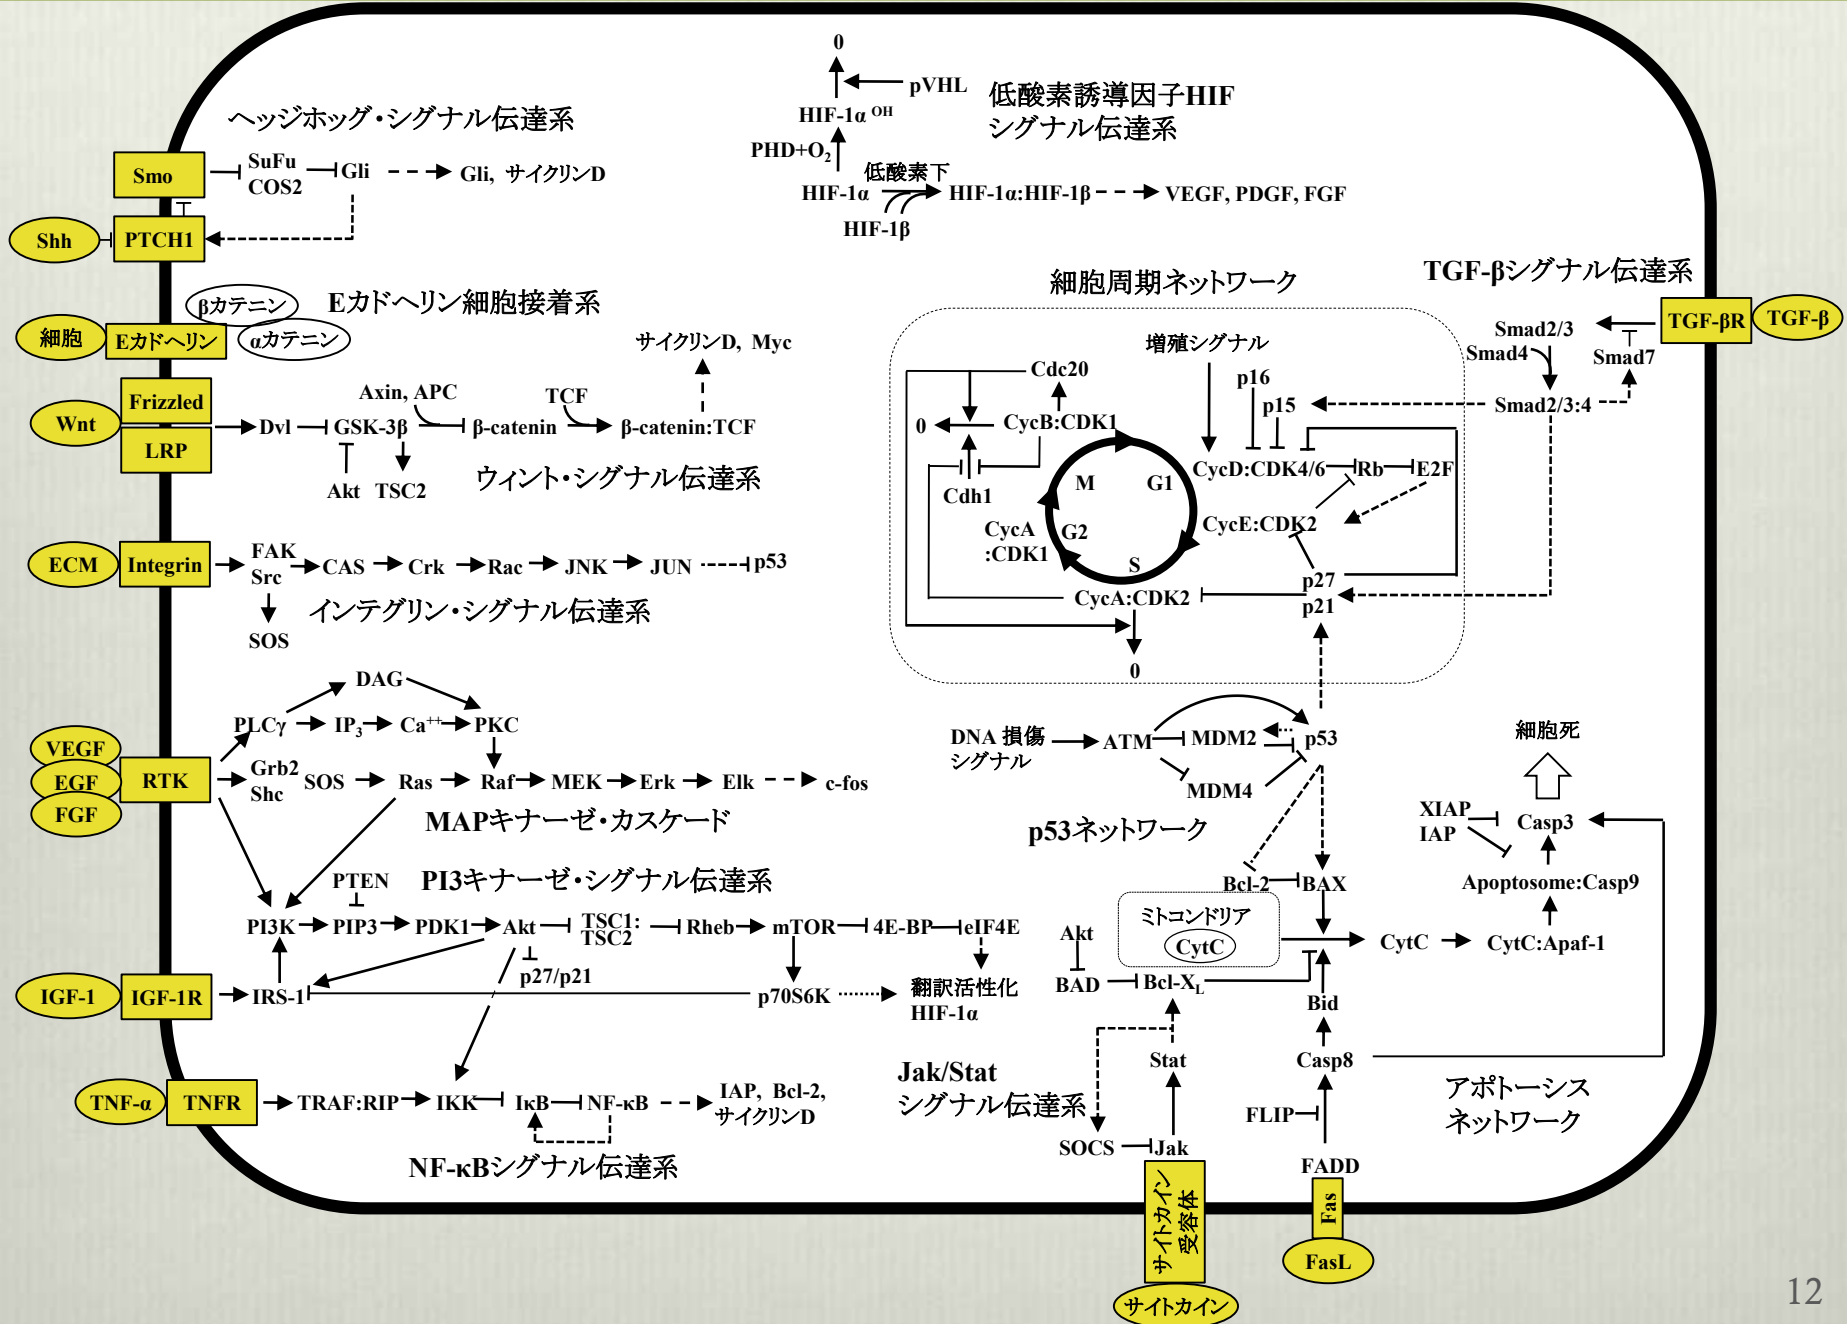 0
pVHL
HIF-1α OH
低酸素誘導因子HIF
シグナル伝達系
PHD+O2
低酸素下
HIF-1α
HIF-1α:HIF-1β
VEGF, PDGF, FGF
HIF-1β
ヘッジホッグ・シグナル伝達系
Smo
SuFu
COS2
Gli
Gli, サイクリンD
Shh
PTCH1
βカテニン
Eカドヘリン細胞接着系
細胞
Eカドヘリン
αカテニン
サイクリンD, Myc
Frizzled
Wnt
LRP
Axin, APC
TCF
Dvl
GSK-3β
β-catenin
β-catenin:TCF
Akt
TSC2
ウィント・シグナル伝達系
ECM
Integrin
FAK
Src
CAS
Crk
Rac
JNK
JUN
p53
インテグリン・シグナル伝達系
SOS
細胞周期ネットワーク
増殖シグナル
Cdc20
p16
p15
0
CycB:CDK1
CycD:CDK4/6
Rb
E2F
Cdh1
M
G1
CycA
:CDK1
G2
CycE:CDK2
S
p27
p21
CycA:CDK2
0
TGF-βシグナル伝達系
TGF-βR
TGF-β
Smad2/3
Smad4
Smad7
Smad2/3:4
DAG
PLCγ
IP3
Ca++
PKC
VEGF
EGF
FGF
RTK
Grb2
Shc
SOS
Ras
Raf
MEK
Erk
Elk
c-fos
MAPキナーゼ・カスケード
DNA 損傷
シグナル
ATM
MDM2
p53
MDM4
p53ネットワーク
細胞死
XIAP
IAP
Casp3
Bcl-2
BAX
Apoptosome:Casp9
PTEN
PI3キナーゼ・シグナル伝達系
PI3K
PIP3
PDK1
Akt
TSC1:
TSC2
Rheb
mTOR
4E-BP
eIF4E
p27/p21
IGF-1
IGF-1R
IRS-1
p70S6K
翻訳活性化
HIF-1α
ミトコンドリア
CytC
Akt
CytC
CytC:Apaf-1
BAD
Bcl-XL
Bid
Stat
Casp8
Jak/Stat
シグナル伝達系
アポトーシス
ネットワーク
FLIP
SOCS
Jak
FADD
TNF-α
TNFR
TRAF:RIP
IKK
IκB
NF-κB
IAP, Bcl-2,
サイクリンD
NF-κBシグナル伝達系
サイトカイン
受容体
Fas
FasL
サイトカイン
12